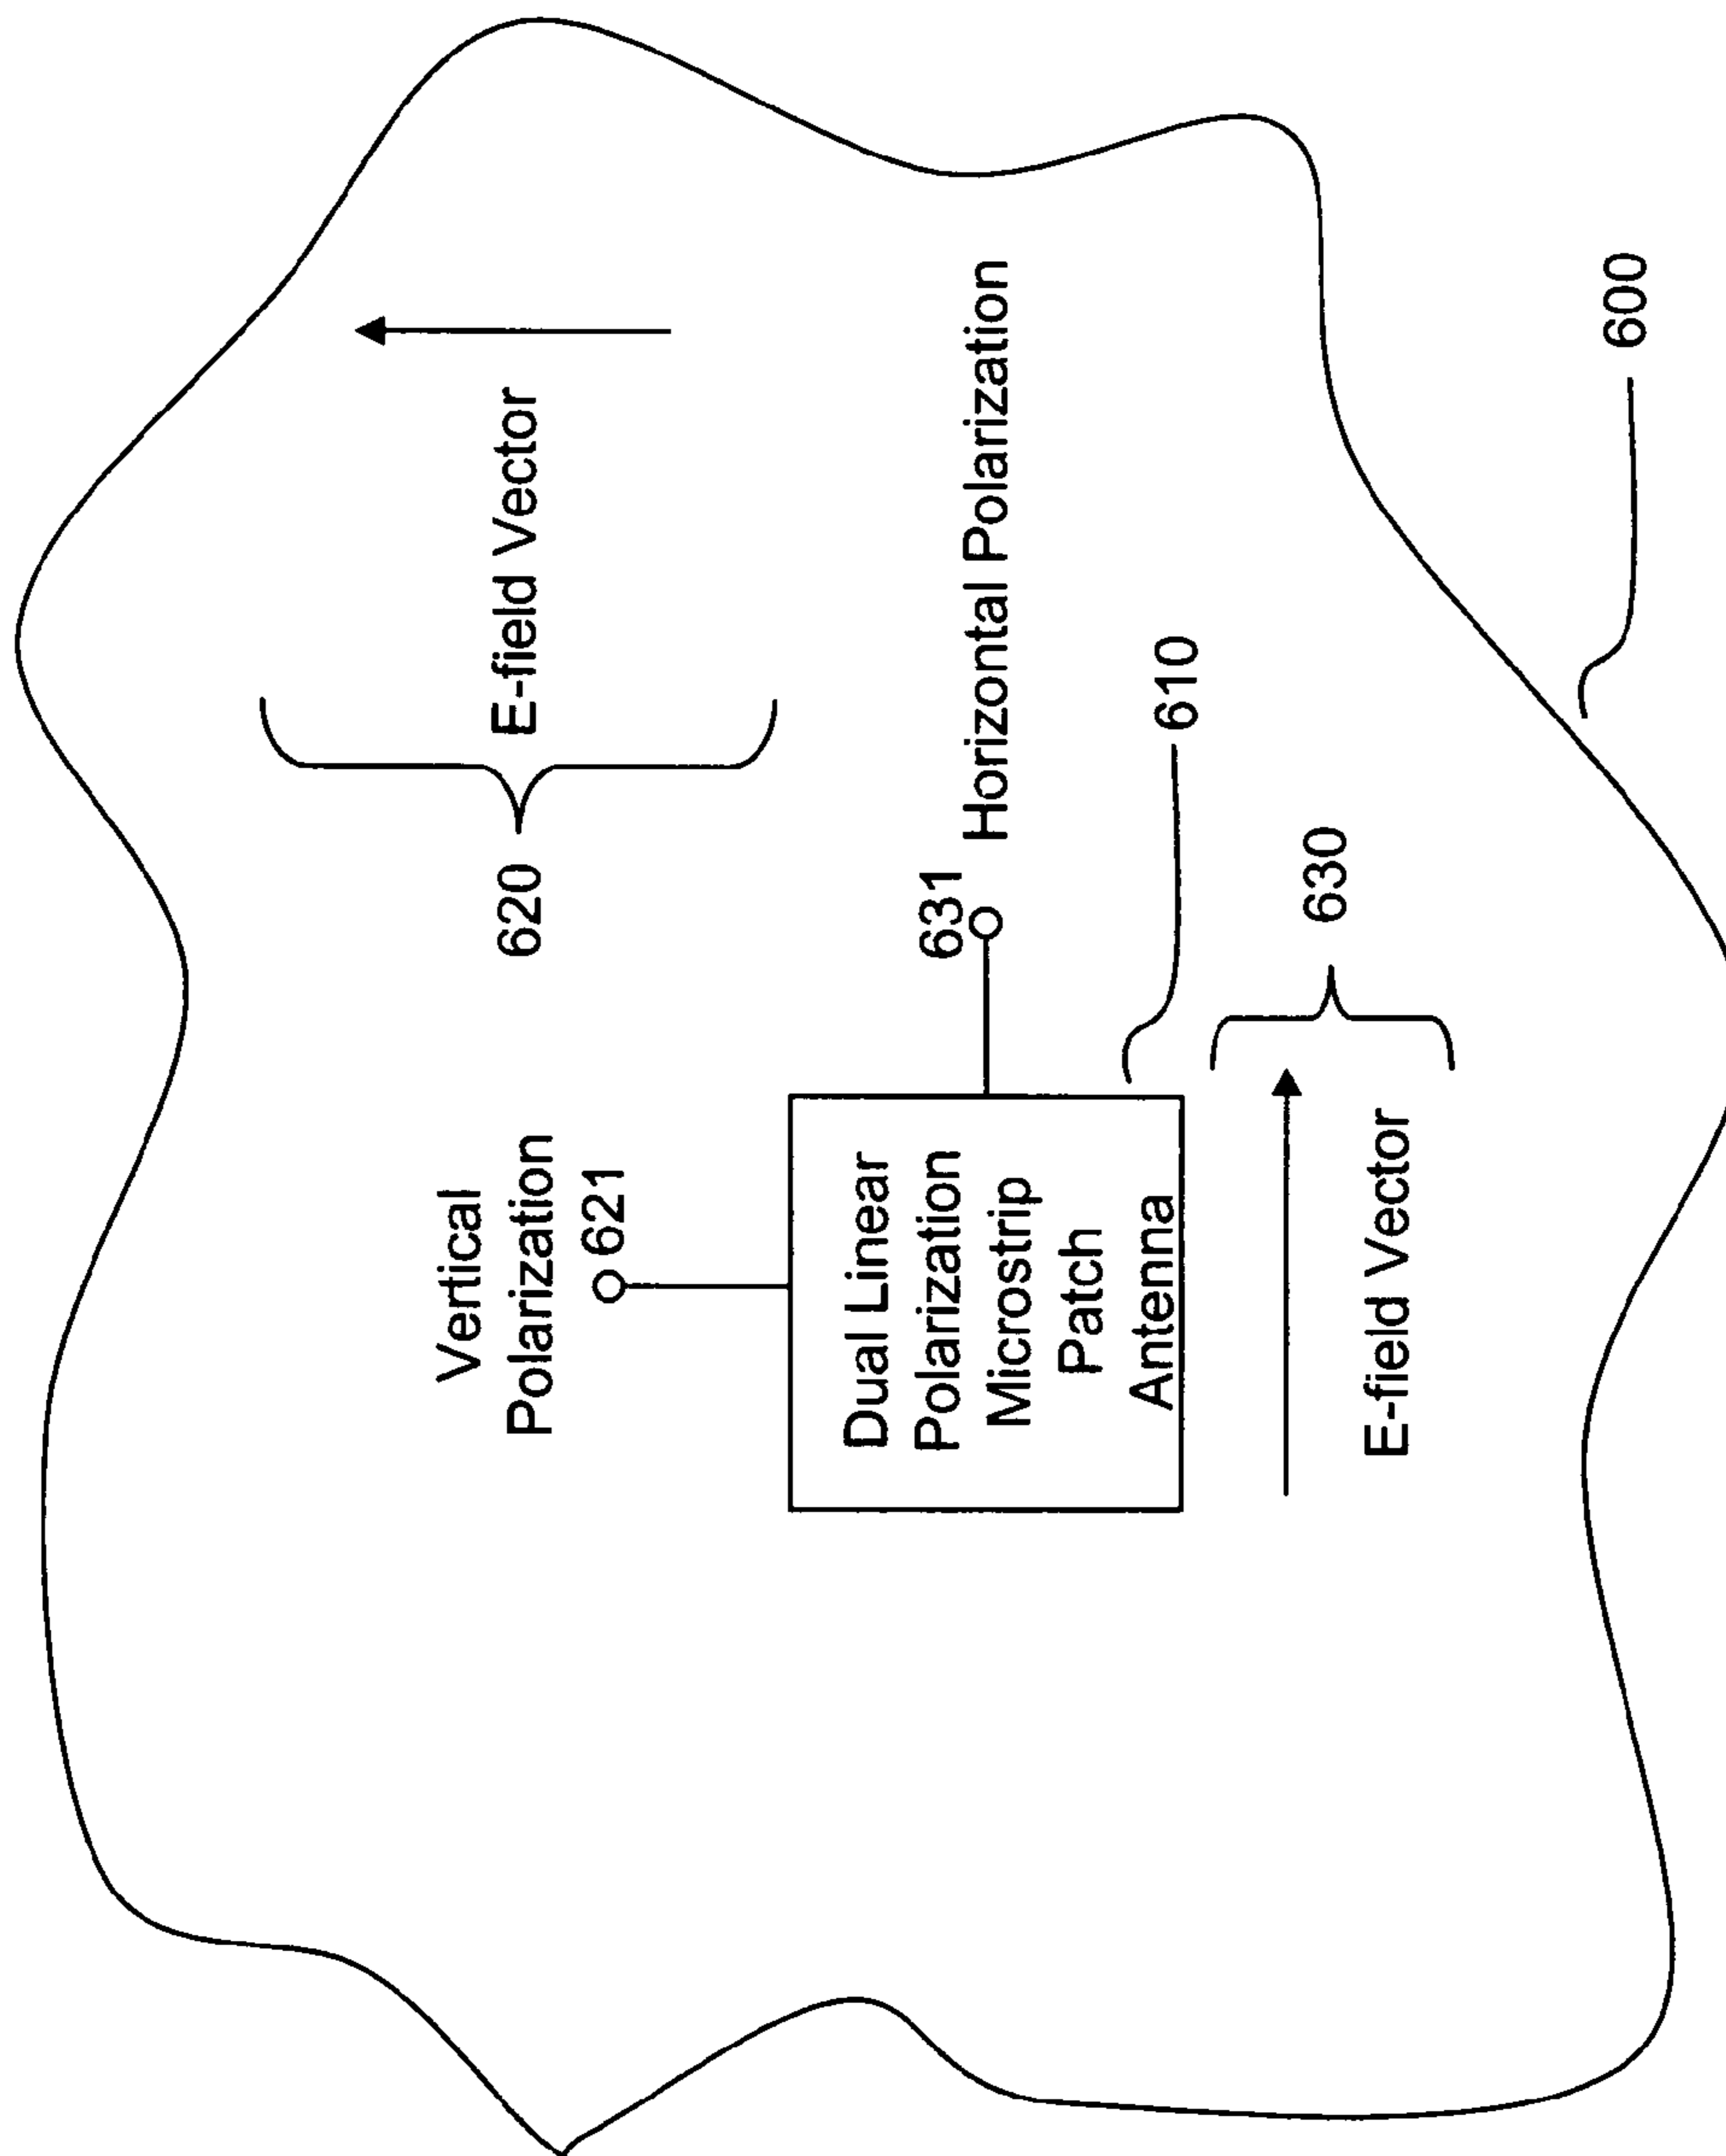 Vertical
Polarization
621
620
E-field Vector
631
Horizontal Polarization
Dual Linear
Polarization
Microstrip
Patch
Antenna
610
E-field Vector
630
600